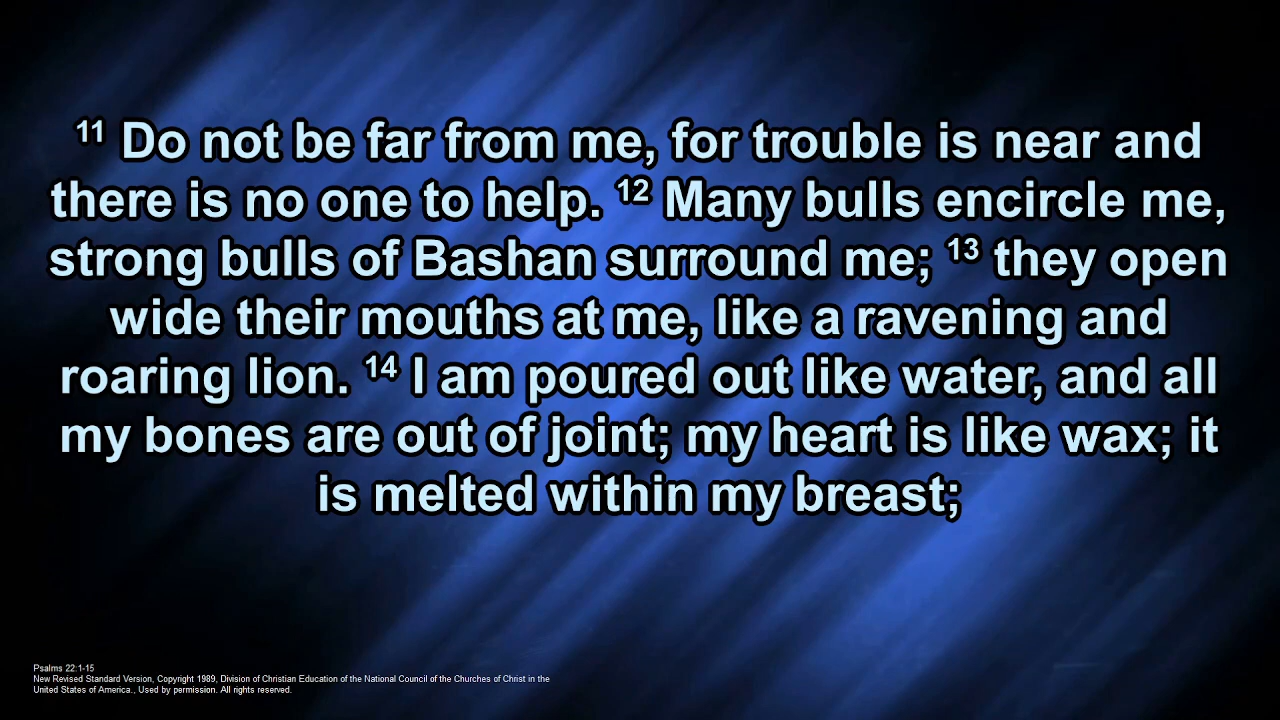 11 Do not be far from me, for trouble is near and
there is no one to help. 12 Many bulls encircle me,
strong bulls of Bashan surround me; 13 they open
wide their mouths at me, like a ravening and
roaring lion. 14 I am poured out like water, and all
my bones are out of joint; my heart is like wax; it
is melted within my breast;
Psalms 22:1-15
New Revised Standard Version, Copyright 1989, Division of Christian Education of the National Council of the Churches of Christ in the
United States of America., Used by permission. All rights reserved.